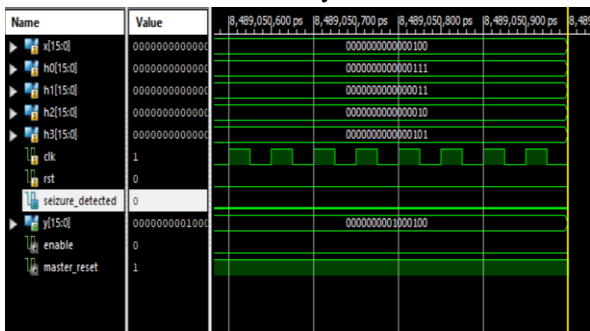 Name Value 8,489,050,600 ps 8,489,050,700 ps 8,489,050,800 ps 8,489,050,900 ps 8,489
x[15:0] 0000000000000 0000000000000100
h0[15:0] 0000000000000 0000000000000111
h1[15:0] 0000000000000 0000000000000011
h2[15:0] 0000000000000 0000000000000010
h3[15:0] 0000000000000 0000000000000101
clk 1
rst 0
seizure_detected 0
y[15:0] 0000000001000 0000000001000100
enable 0
master_reset 1